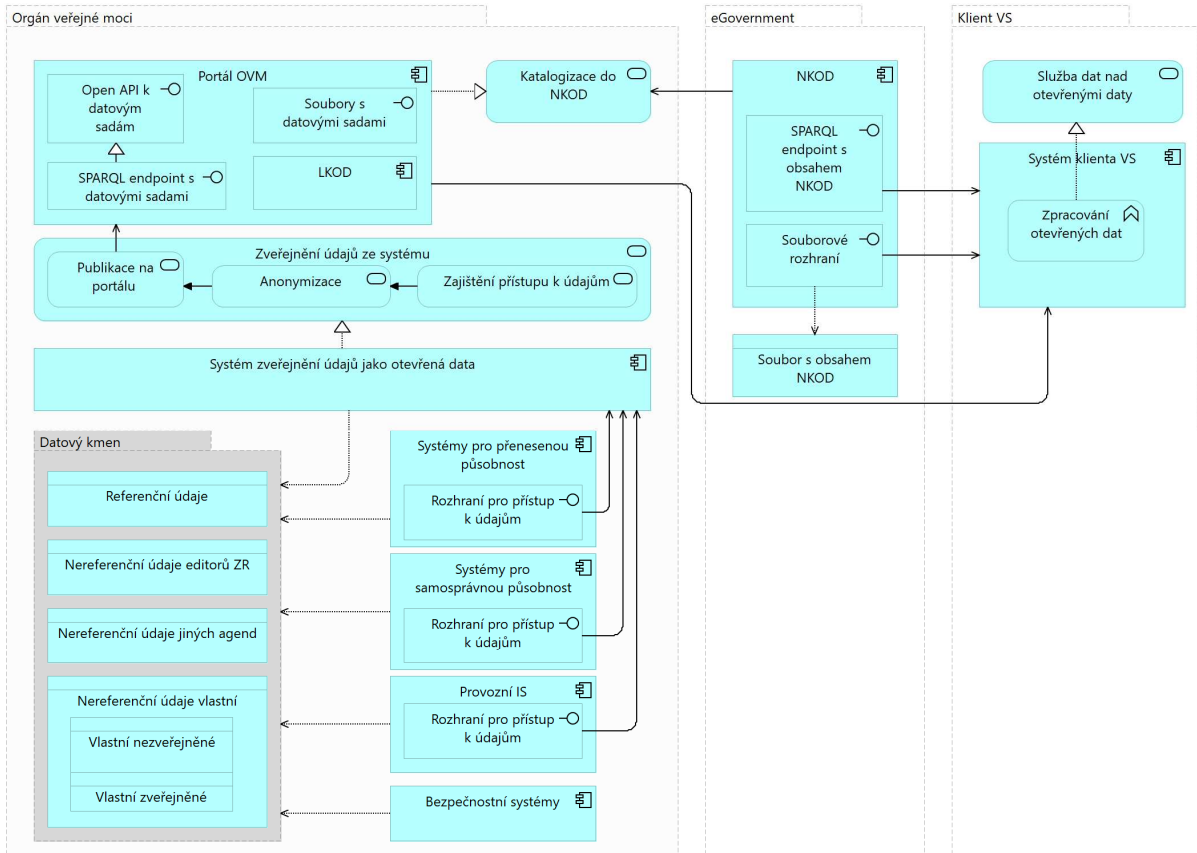 Orgán veřejné moci
Portál OVM
Open API k
datovým
sadám
Soubory s
datovými sadami
SPARQL endpoint s
datovými sadami
LKOD
Katalogizace do
NKOD
Zveřejnění údajů ze systému
Publikace na
portálu
Anonymizace
Zajištění přístupu k údajům
Systém zveřejnění údajů jako otevřená data
Datový kmen
Referenční údaje
Nereferenční údaje editorů ZR
Nereferenční údaje jiných agend
Nereferenční údaje vlastní
Vlastní nezveřejněné
Vlastní zveřejněné
Systémy pro přenesenou
působnost
Rozhraní pro přístup
k údajům
Systémy pro
samosprávnou působnost
Rozhraní pro přístup
k údajům
Provozní IS
Rozhraní pro přístup
k údajům
Bezpečnostní systémy
eGovernment
NKOD
SPARQL
endpoint s
obsahem
NKOD
Souborové
rozhraní
Soubor s obsahem
NKOD
Klient VS
Služba dat nad
otevřenými daty
Systém klienta VS
Zpracování
otevřených dat